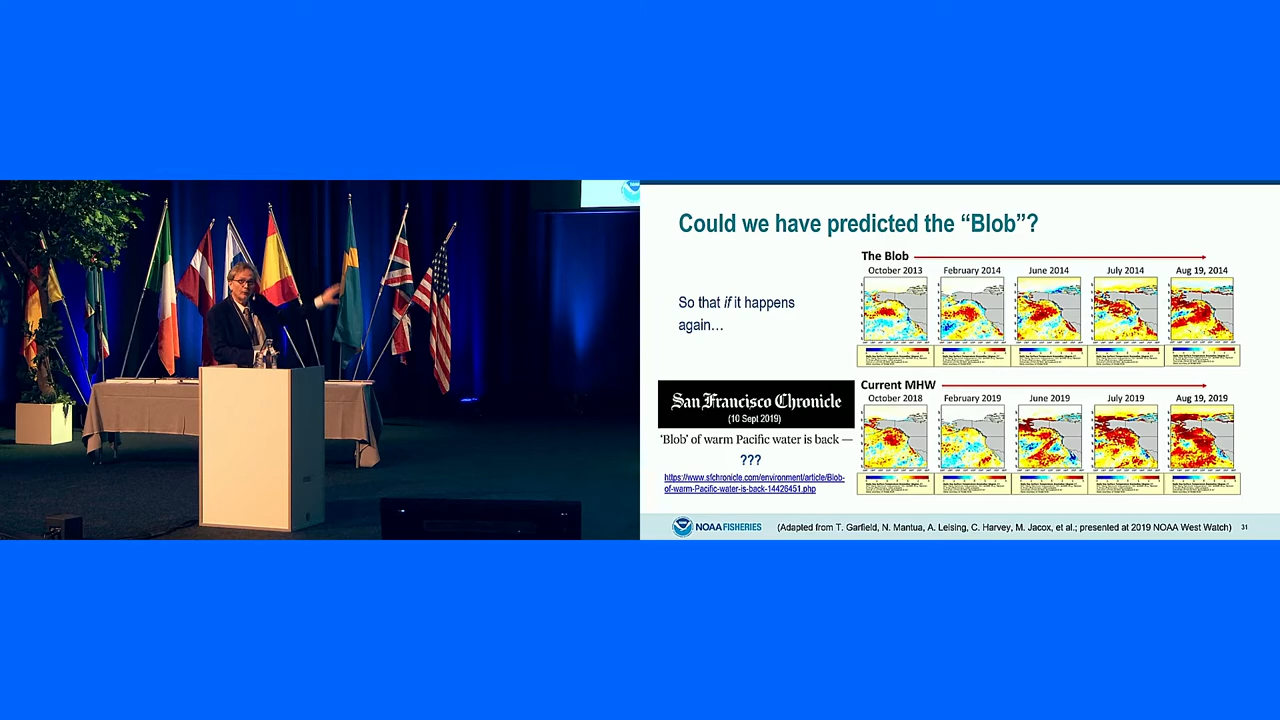 Could we have predicted the “Blob”?
So that if it happens
again…
The Blob
October 2013
February 2014
June 2014
July 2014
Aug 19, 2014
Current MHW
October 2018
February 2019
June 2019
July 2019
Aug 19, 2019
San Francisco Chronicle
(10 Sept 2019)
'Blob' of warm Pacific water is back —
???
https://www.sfchronicle.com/environment/article/Blob-
of-warm-Pacific-water-is-back-14426451.php
NOAA FISHERIES
(Adapted from T. Garfield, N. Mantua, A. Leising, C. Harvey, M. Jacox, et al.; presented at 2019 NOAA West Watch)
31